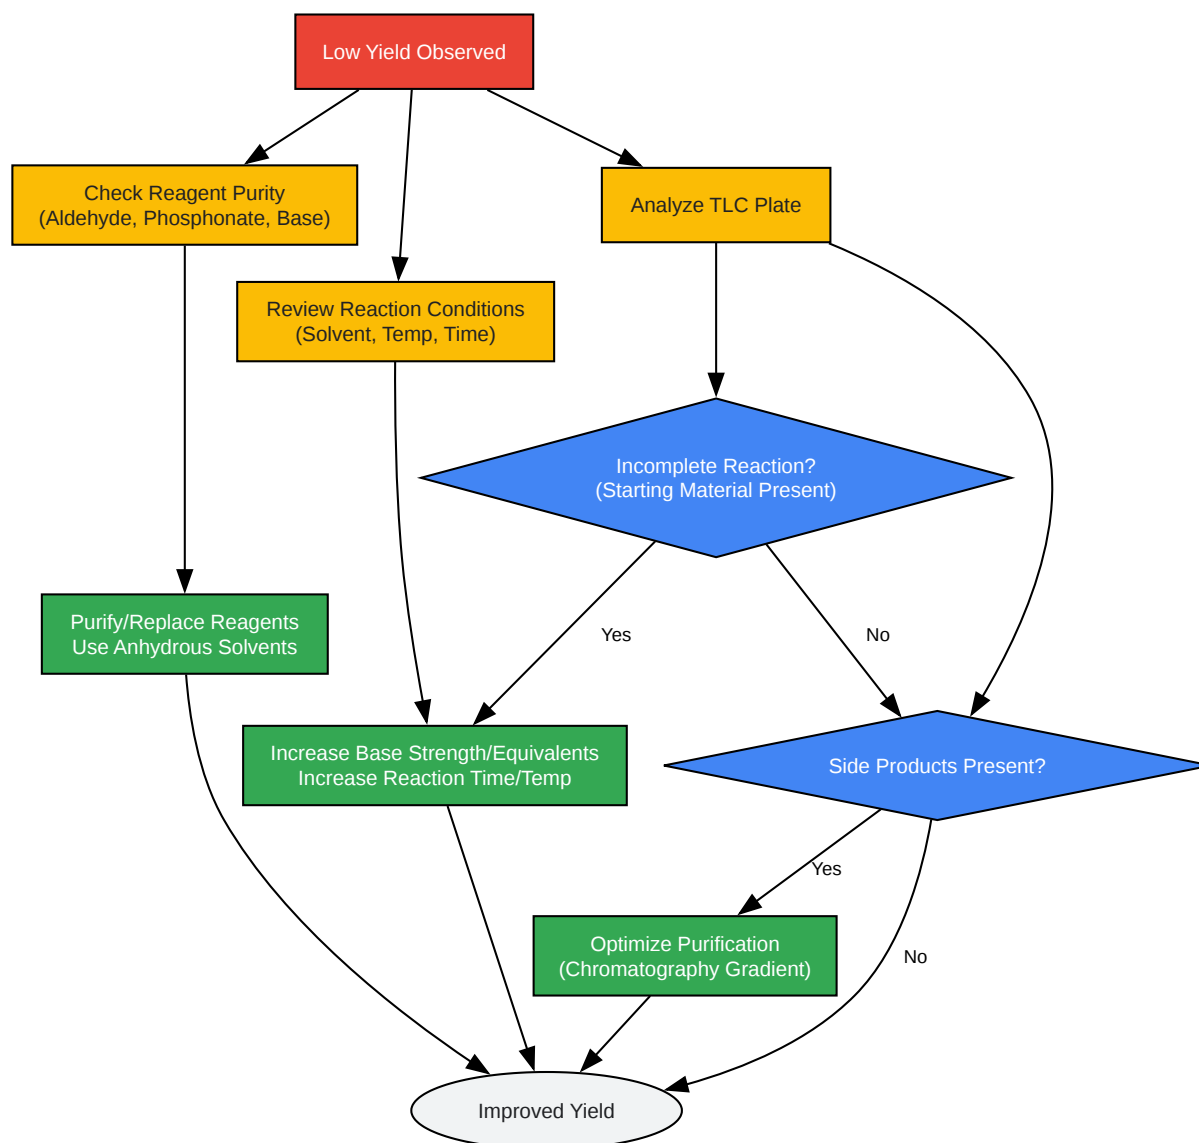 Low Yield Observed
Check Reagent Purity
(Aldehyde, Phosphonate, Base)
Analyze TLC Plate
Review Reaction Conditions
(Solvent, Temp, Time)
Incomplete Reaction?
(Starting Material Present)
Purify/Replace Reagents
Use Anhydrous Solvents
Yes
No
Increase Base Strength/Equivalents
Increase Reaction Time/Temp
Side Products Present?
Yes
Optimize Purification
(Chromatography Gradient)
No
Improved Yield